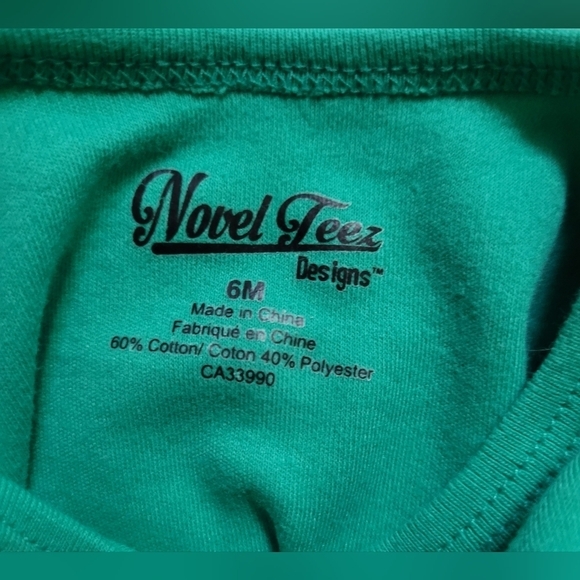 Novel Teez
Designs™
6M
Made in China
Fabriqué en Chine
60% Cotton/ Coton 40% Polyester
CA33990